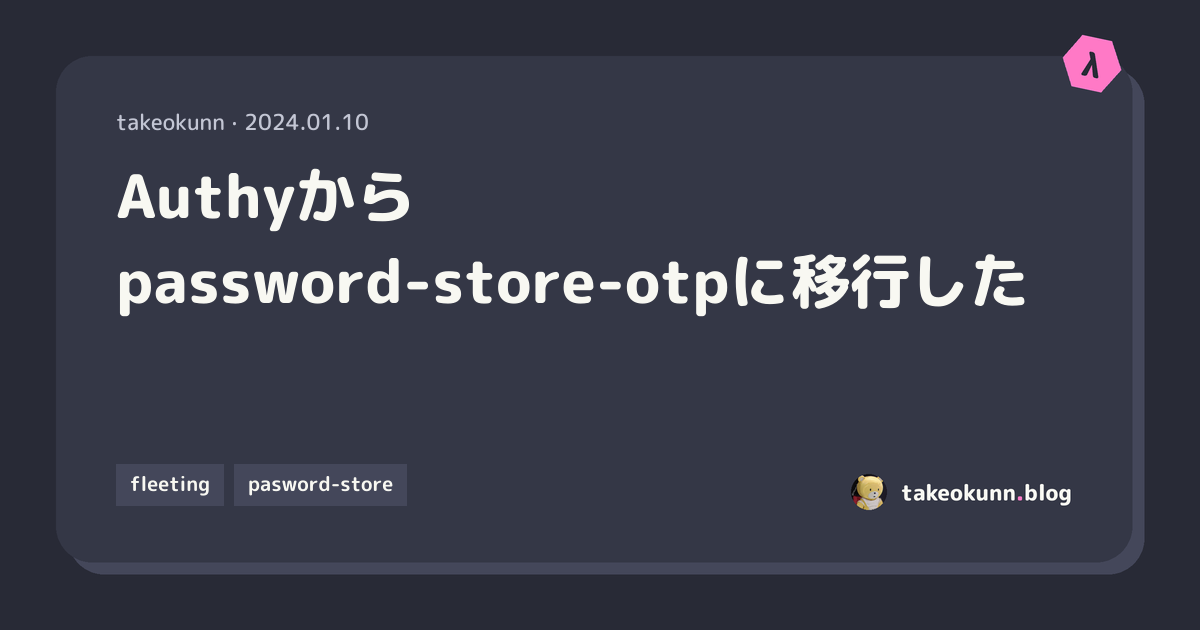 λ
takeokunn · 2024.01.10
Authyから
password-store-otpに移行した
fleeting
pasword-store
takeokunn.blog